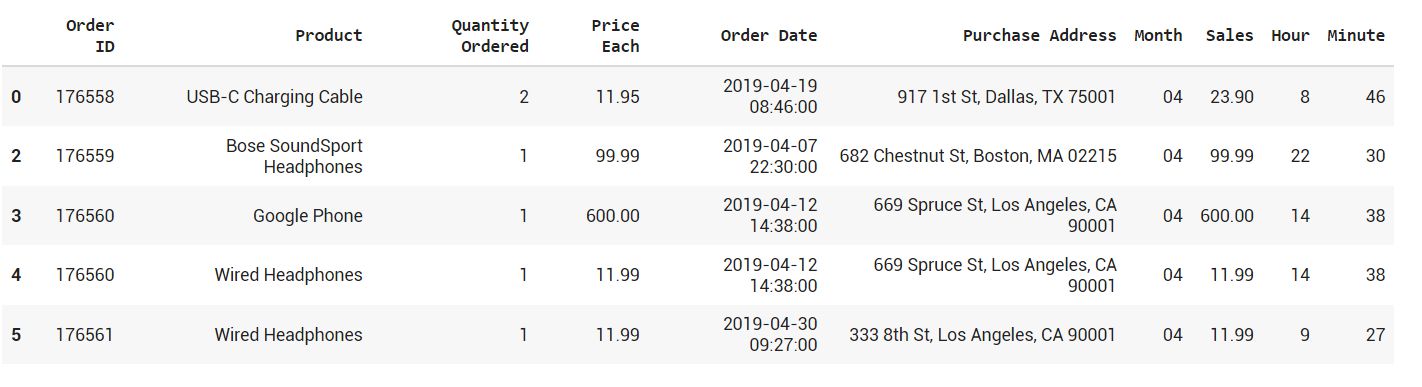 Order ID Product Quantity Ordered Price Each Order Date Purchase Address Month Sales Hour Minute
0 176558 USB-C Charging Cable 2 11.95 2019-04-19 08:46:00 917 1st St, Dallas, TX 75001 04 23.90 8 46
2 176559 Bose SoundSport Headphones 1 99.99 2019-04-07 22:30:00 682 Chestnut St, Boston, MA 02215 04 99.99 22 30
3 176560 Google Phone 1 600.00 2019-04-12 14:38:00 669 Spruce St, Los Angeles, CA 90001 04 600.00 14 38
4 176560 Wired Headphones 1 11.99 2019-04-12 14:38:00 669 Spruce St, Los Angeles, CA 90001 04 11.99 14 38
5 176561 Wired Headphones 1 11.99 2019-04-30 09:27:00 333 8th St, Los Angeles, CA 90001 04 11.99 9 27